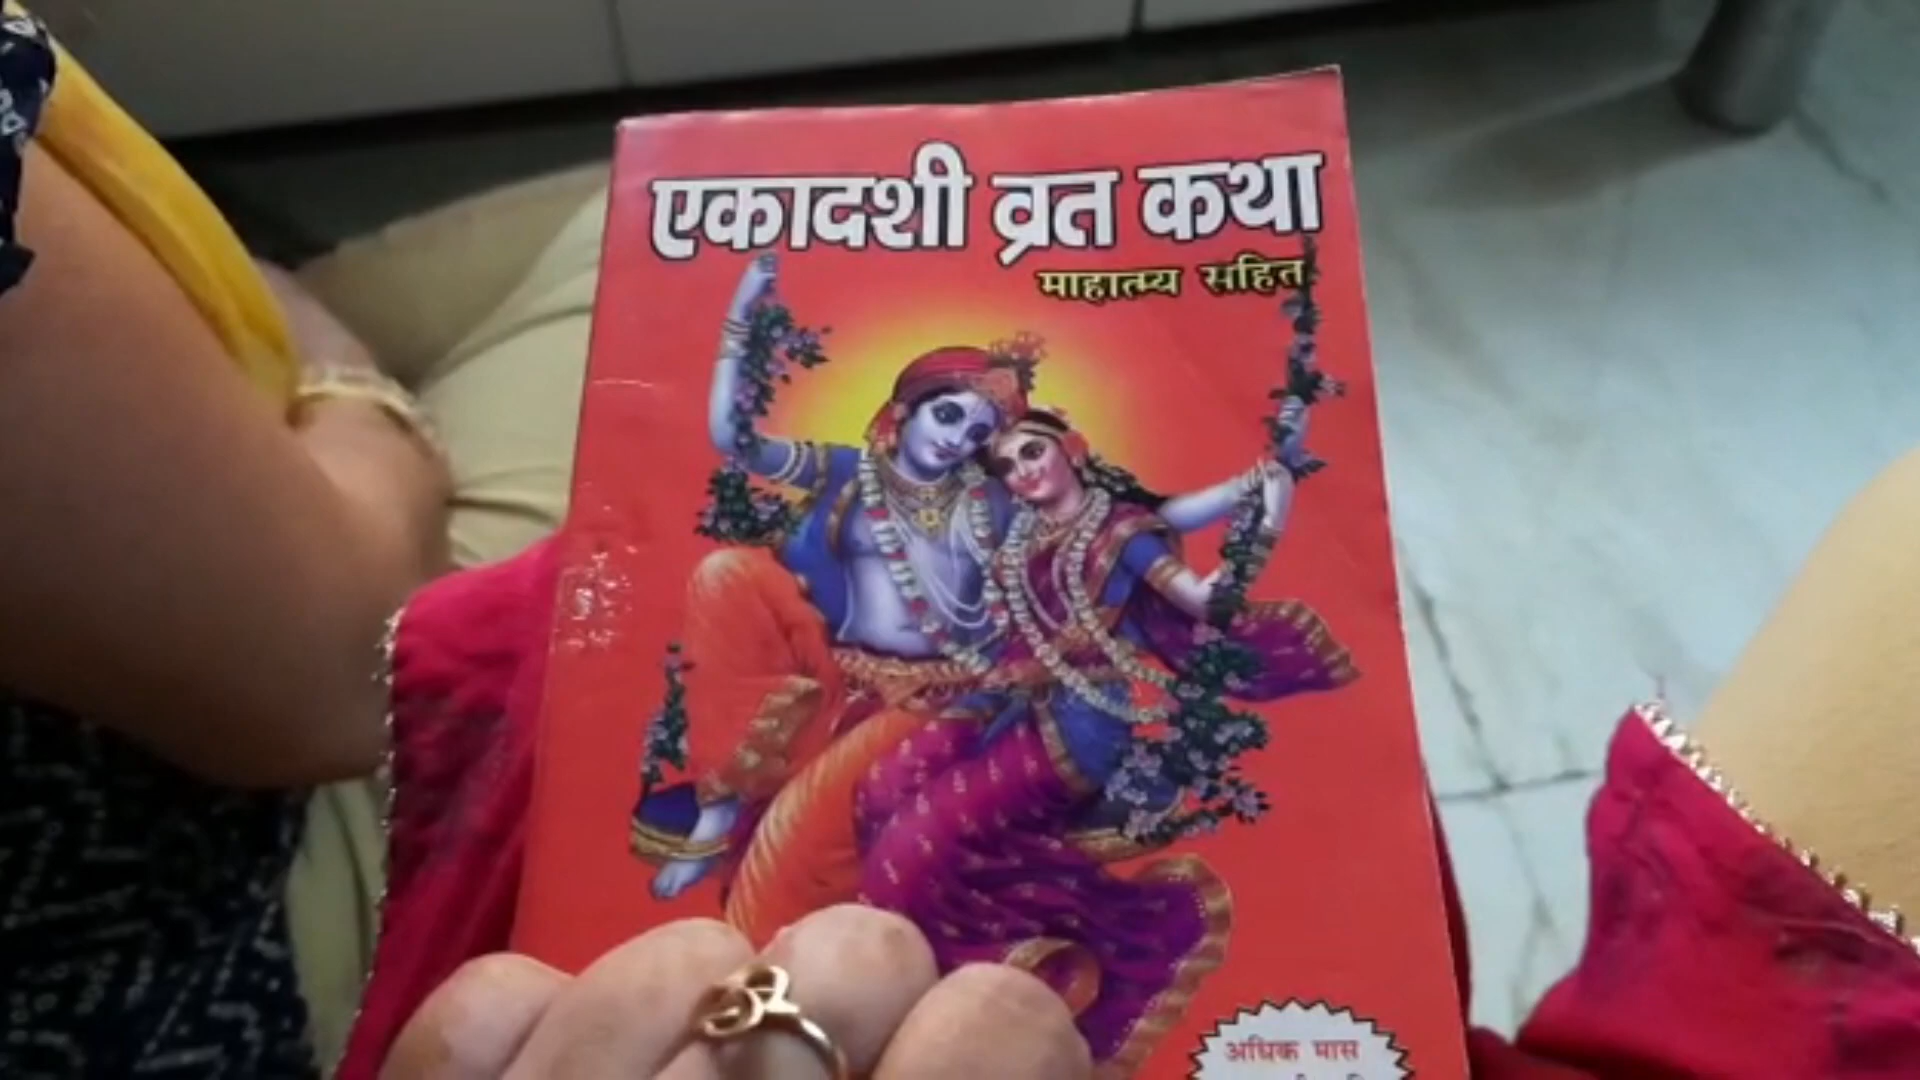 एकादशी व्रत कथा
माहात्म्य सहित
अधिक मास